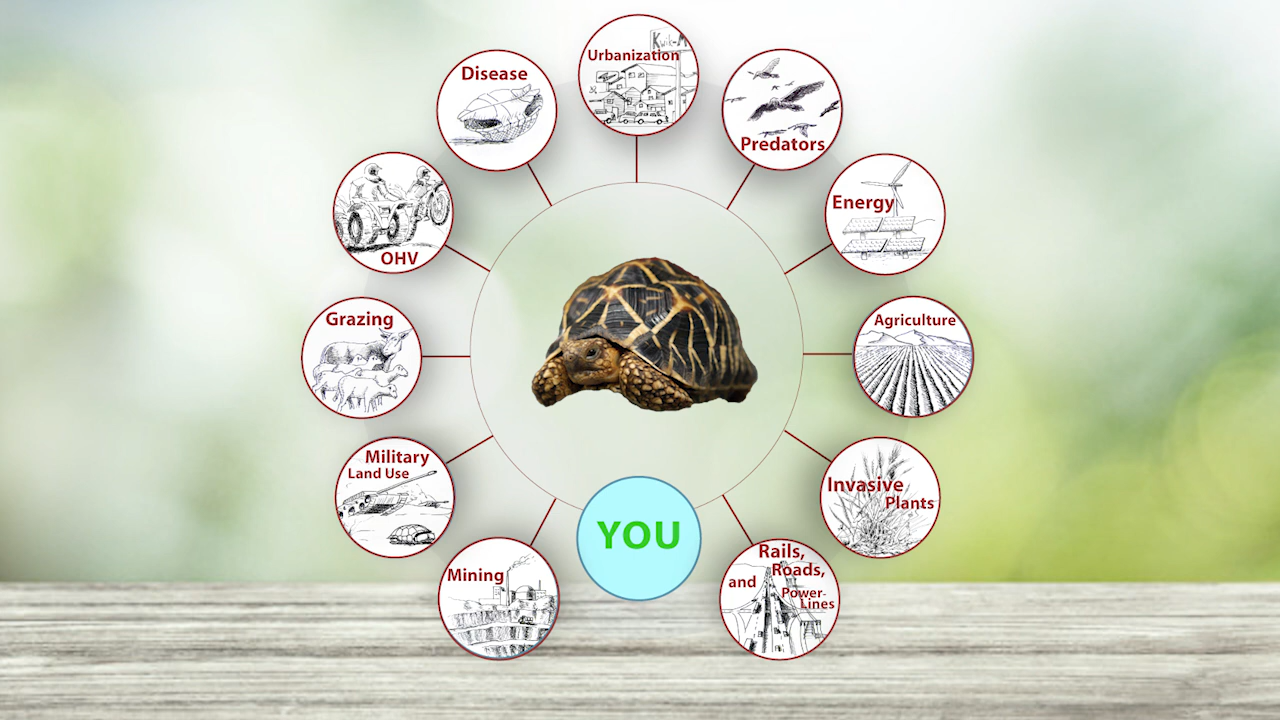 Urbanization
Kwik-M
Disease
Predators
Energy
OHV
Grazing
Agriculture
Military
Land Use
Invasive
Plants
Mining
YOU
Rails,
Roads,
and
Power-
Lines